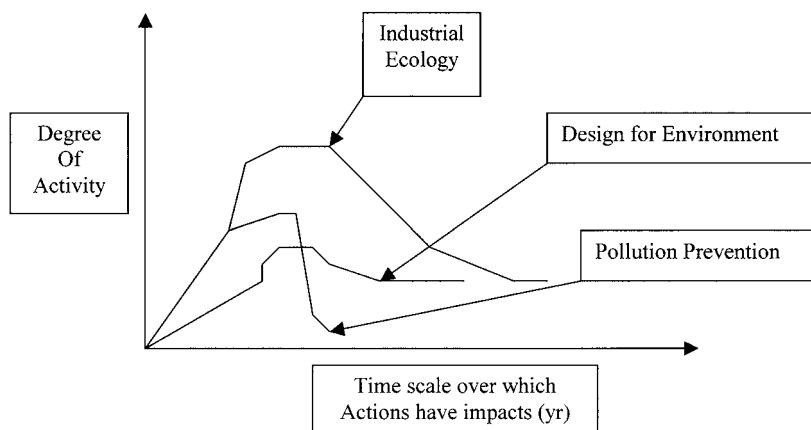 Industrial
Ecology
Degree
Of
Activity
Design for Environment
Pollution Prevention
Time scale over which
Actions have impacts (yr)